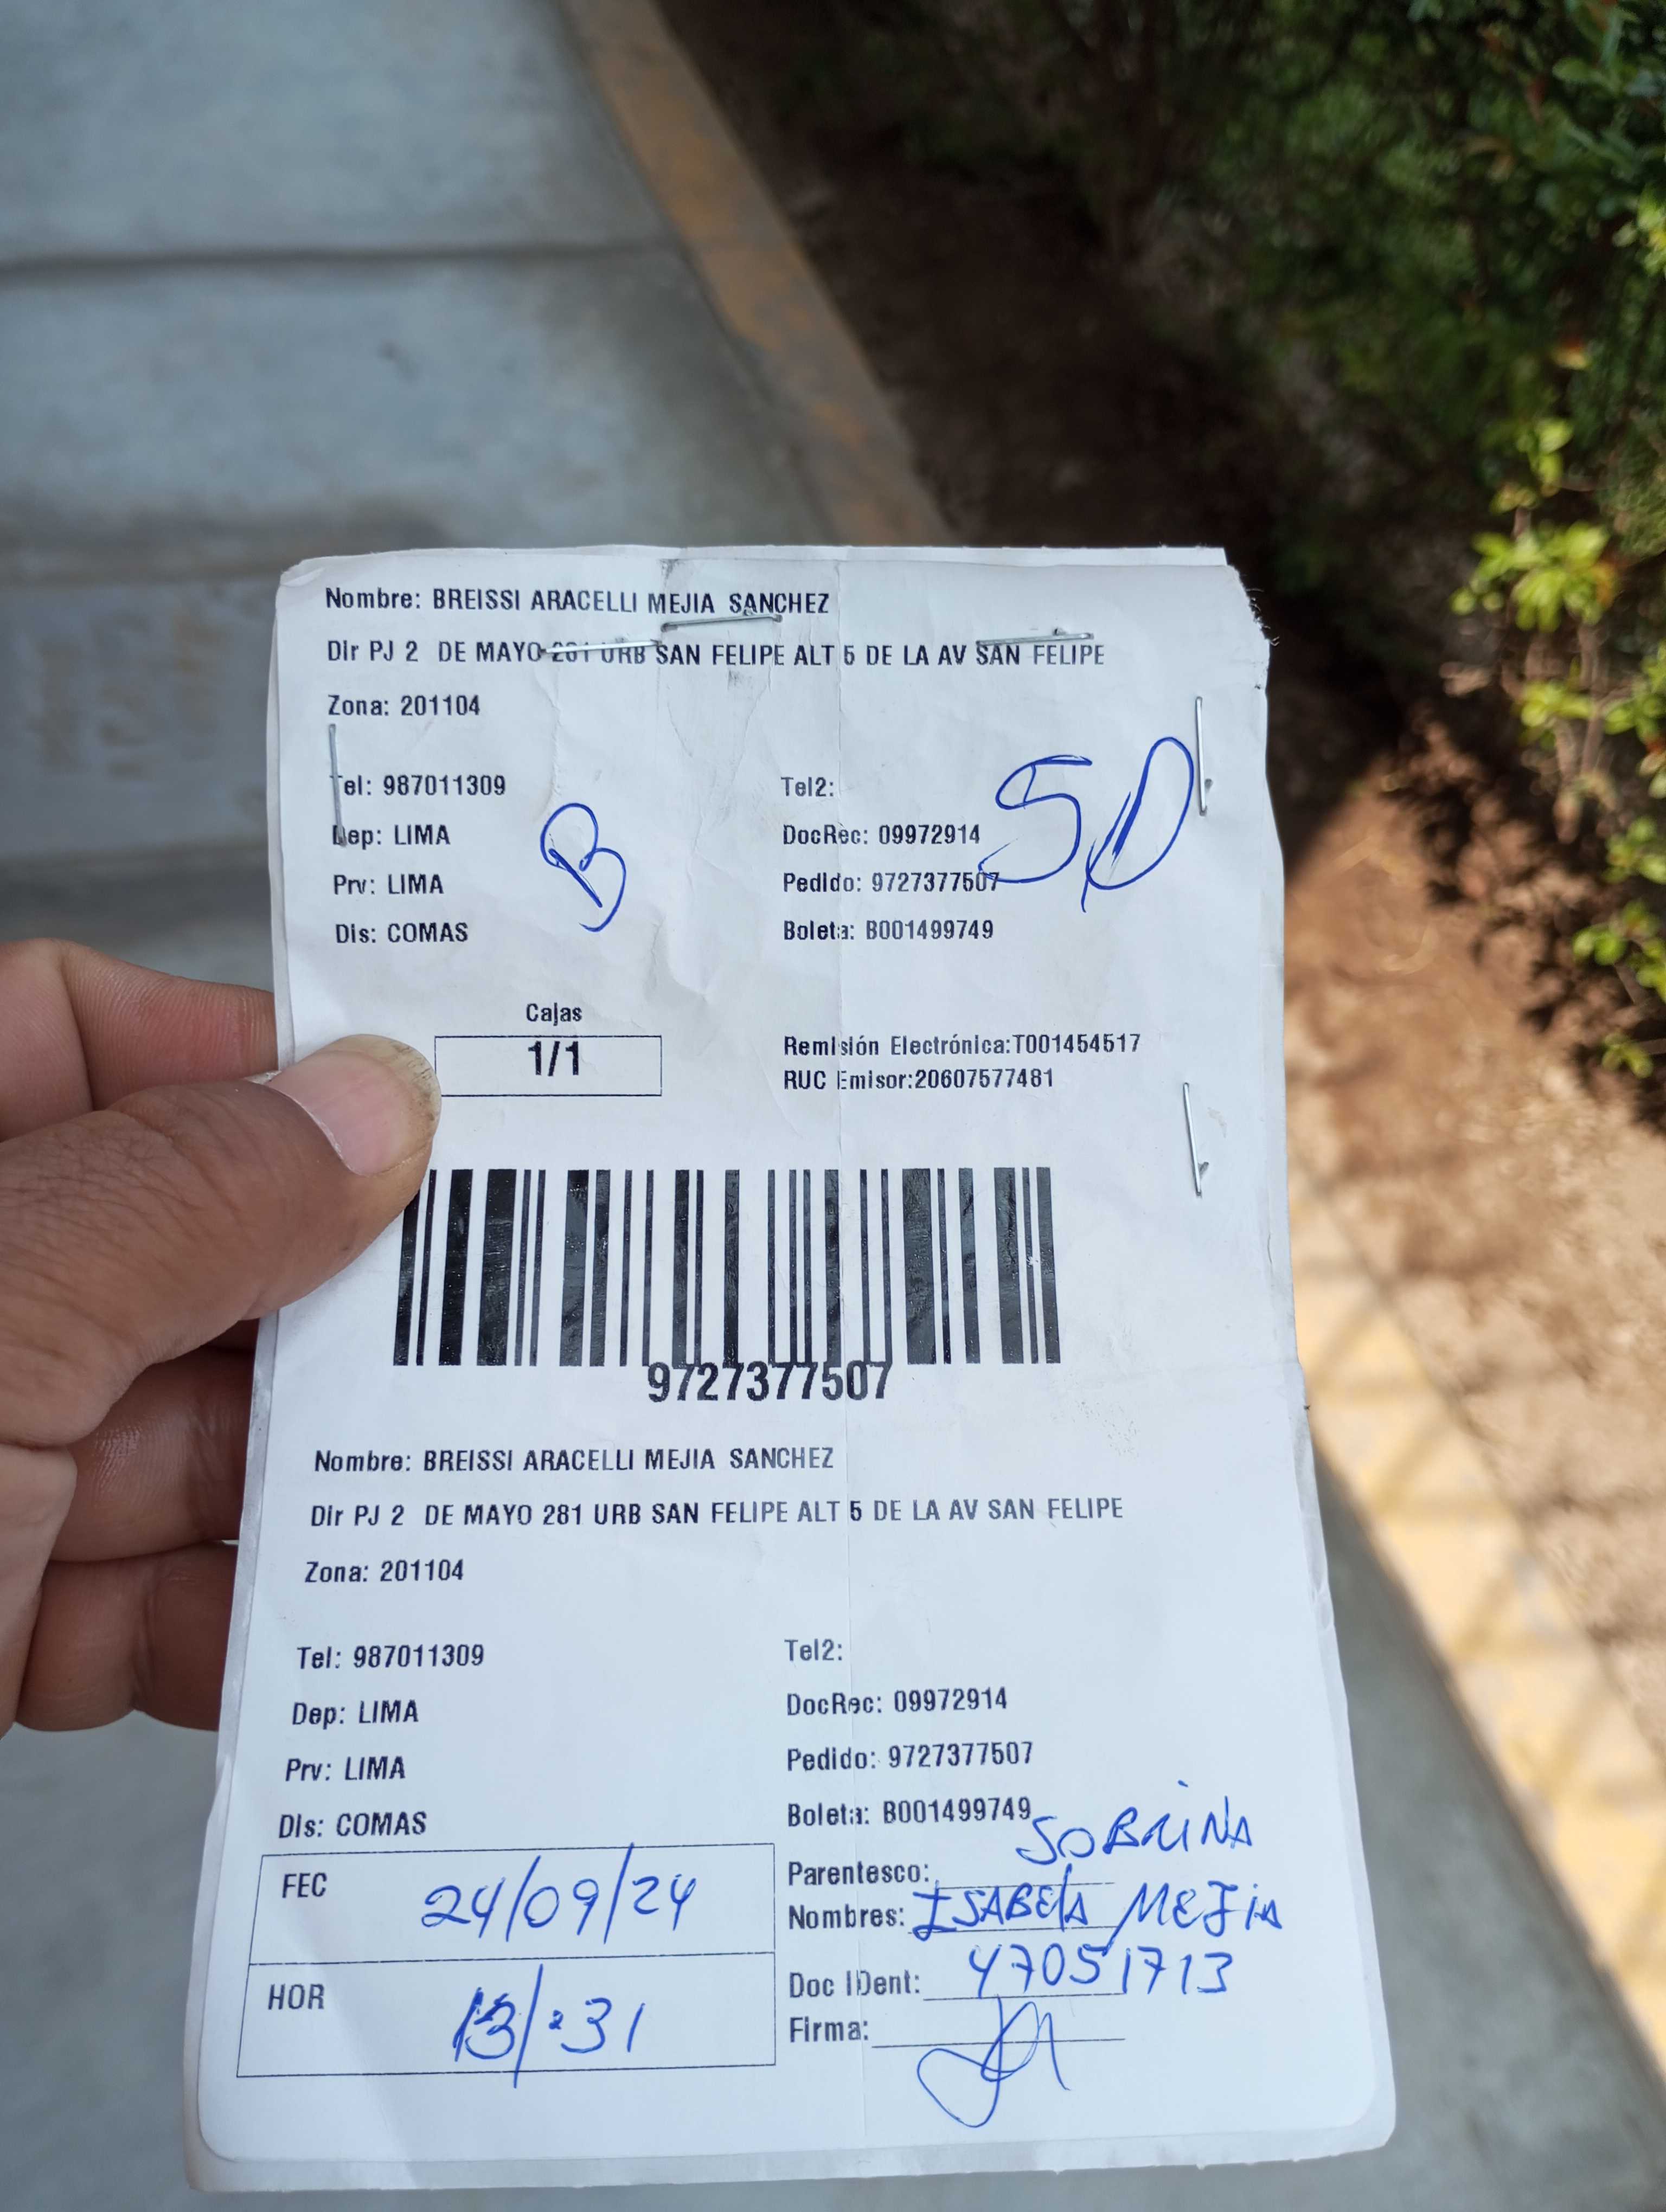 Nombre: BREISSI ARACELLI MEJIA SANCHEZ
Dir PJ 2 DE MAYO 281 URB SAN FELIPE ALT 5 DE LA AV SAN FELIPE
Zona: 201104
Tel: 987011309 Tel2:
Dep: LIMA DocRec: 09972914
Prv: LIMA Pedido: 9727377507
Dis: COMAS Boleta: B001499749
B
Cajas
1/1
Remisión Electrónica:T001454517
RUC Emisor:20607577481
9727377507
Nombre: BREISSI ARACELLI MEJIA SANCHEZ
Dir PJ 2 DE MAYO 281 URB SAN FELIPE ALT 5 DE LA AV SAN FELIPE
Zona: 201104
Tel: 987011309 Tel2:
Dep: LIMA DocRec: 09972914
Prv: LIMA Pedido: 9727377507
Dis: COMAS Boleta: B001499749
FEC 24/09/24
HOR 13:31
Parentesco: SOBRINA
Nombres: ISABELA MEJIA
Doc IDent: 47051713
Firma: